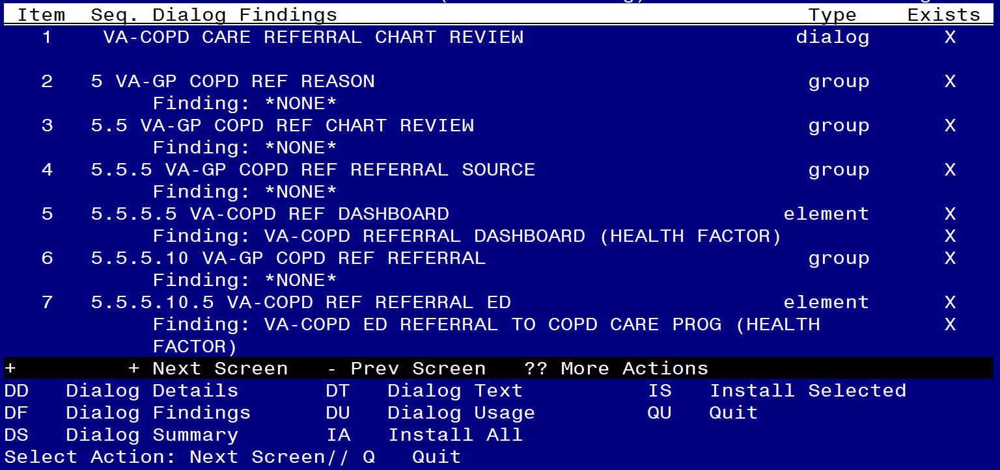 Item  Seq. Dialog Findings  Type  Exists
1  VA-COPD CARE REFERRAL CHART REVIEW  dialog  X
2  5 VA-GP COPD REF REASON  group  X
Finding: *NONE*
3  5.5 VA-GP COPD REF CHART REVIEW  group  X
Finding: *NONE*
4  5.5.5 VA-GP COPD REF REFERRAL SOURCE  group  X
Finding: *NONE*
5  5.5.5.5 VA-COPD REF DASHBOARD  element  X
Finding: VA-COPD REFERRAL DASHBOARD (HEALTH FACTOR)  X
6  5.5.5.10 VA-GP COPD REF REFERRAL  group  X
Finding: *NONE*
7  5.5.5.10.5 VA-COPD REF REFERRAL ED  element  X
Finding: VA-COPD ED REFERRAL TO COPD CARE PROG (HEALTH  X
FACTOR)
+  + Next Screen  - Prev Screen  ?? More Actions
DD  Dialog Details  DT  Dialog Text  IS  Install Selected
DF  Dialog Findings  DU  Dialog Usage  QU  Quit
DS  Dialog Summary  IA  Install All
Select Action: Next Screen// Q  Quit